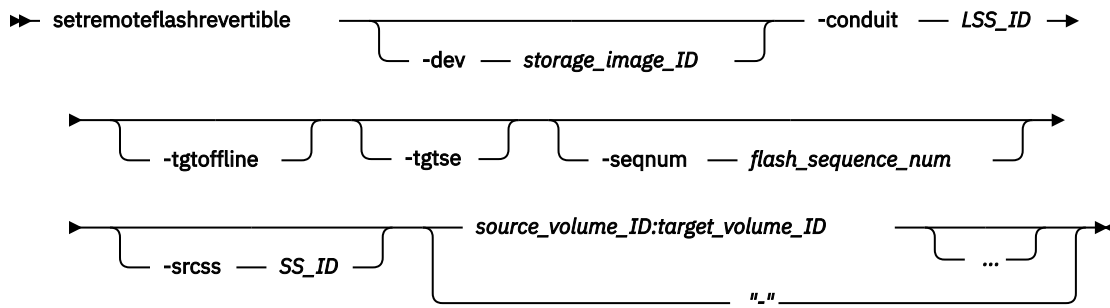 setremoteflashrevertible -conduit LSS_ID
-dev storage_image_ID
-tgtoffline -tgtse -seqnum flash_sequence_num
source_volume_ID:target_volume_ID
-srcss SS_ID ...
"-"